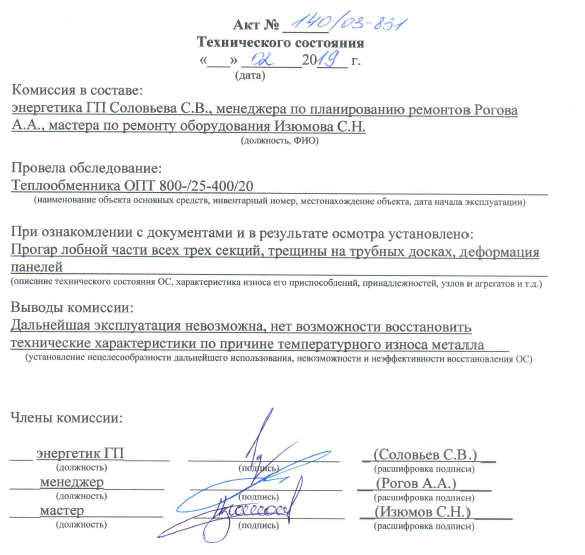 Акт № 140/03-831
Технического состояния
«___» 02 2019 г.
(дата)
Комиссия в составе:
энергетика ГП Соловьева С.В., менеджера по планированию ремонтов Рогова
А.А., мастера по ремонту оборудования Изюмова С.Н.
(должность, ФИО)
Провела обследование:
Теплообменника ОПТ 800-/25-400/20
(наименование объекта основных средств, инвентарный номер, местонахождение объекта, дата начала эксплуатации)
При ознакомлении с документами и в результате осмотра установлено:
Прогар лобной части всех трех секций, трещины на трубных досках, деформация
панелей
(описание технического состояния ОС, характеристика износа его приспособлений, принадлежностей, узлов и агрегатов и т.д.)
Выводы комиссии:
Дальнейшая эксплуатация невозможна, нет возможности восстановить
технические характеристики по причине температурного износа металла
(установление нецелесообразности дальнейшего использования, невозможности и неэффективности восстановления ОС)
Члены комиссии:
энергетик ГП (Соловьев С.В.)
(должность) (подпись) (расшифровка подписи)
менеджер (Рогов А.А.)
(должность) (подпись) (расшифровка подписи)
мастер (Изюмов С.Н.)
(должность) (подпись) (расшифровка подписи)